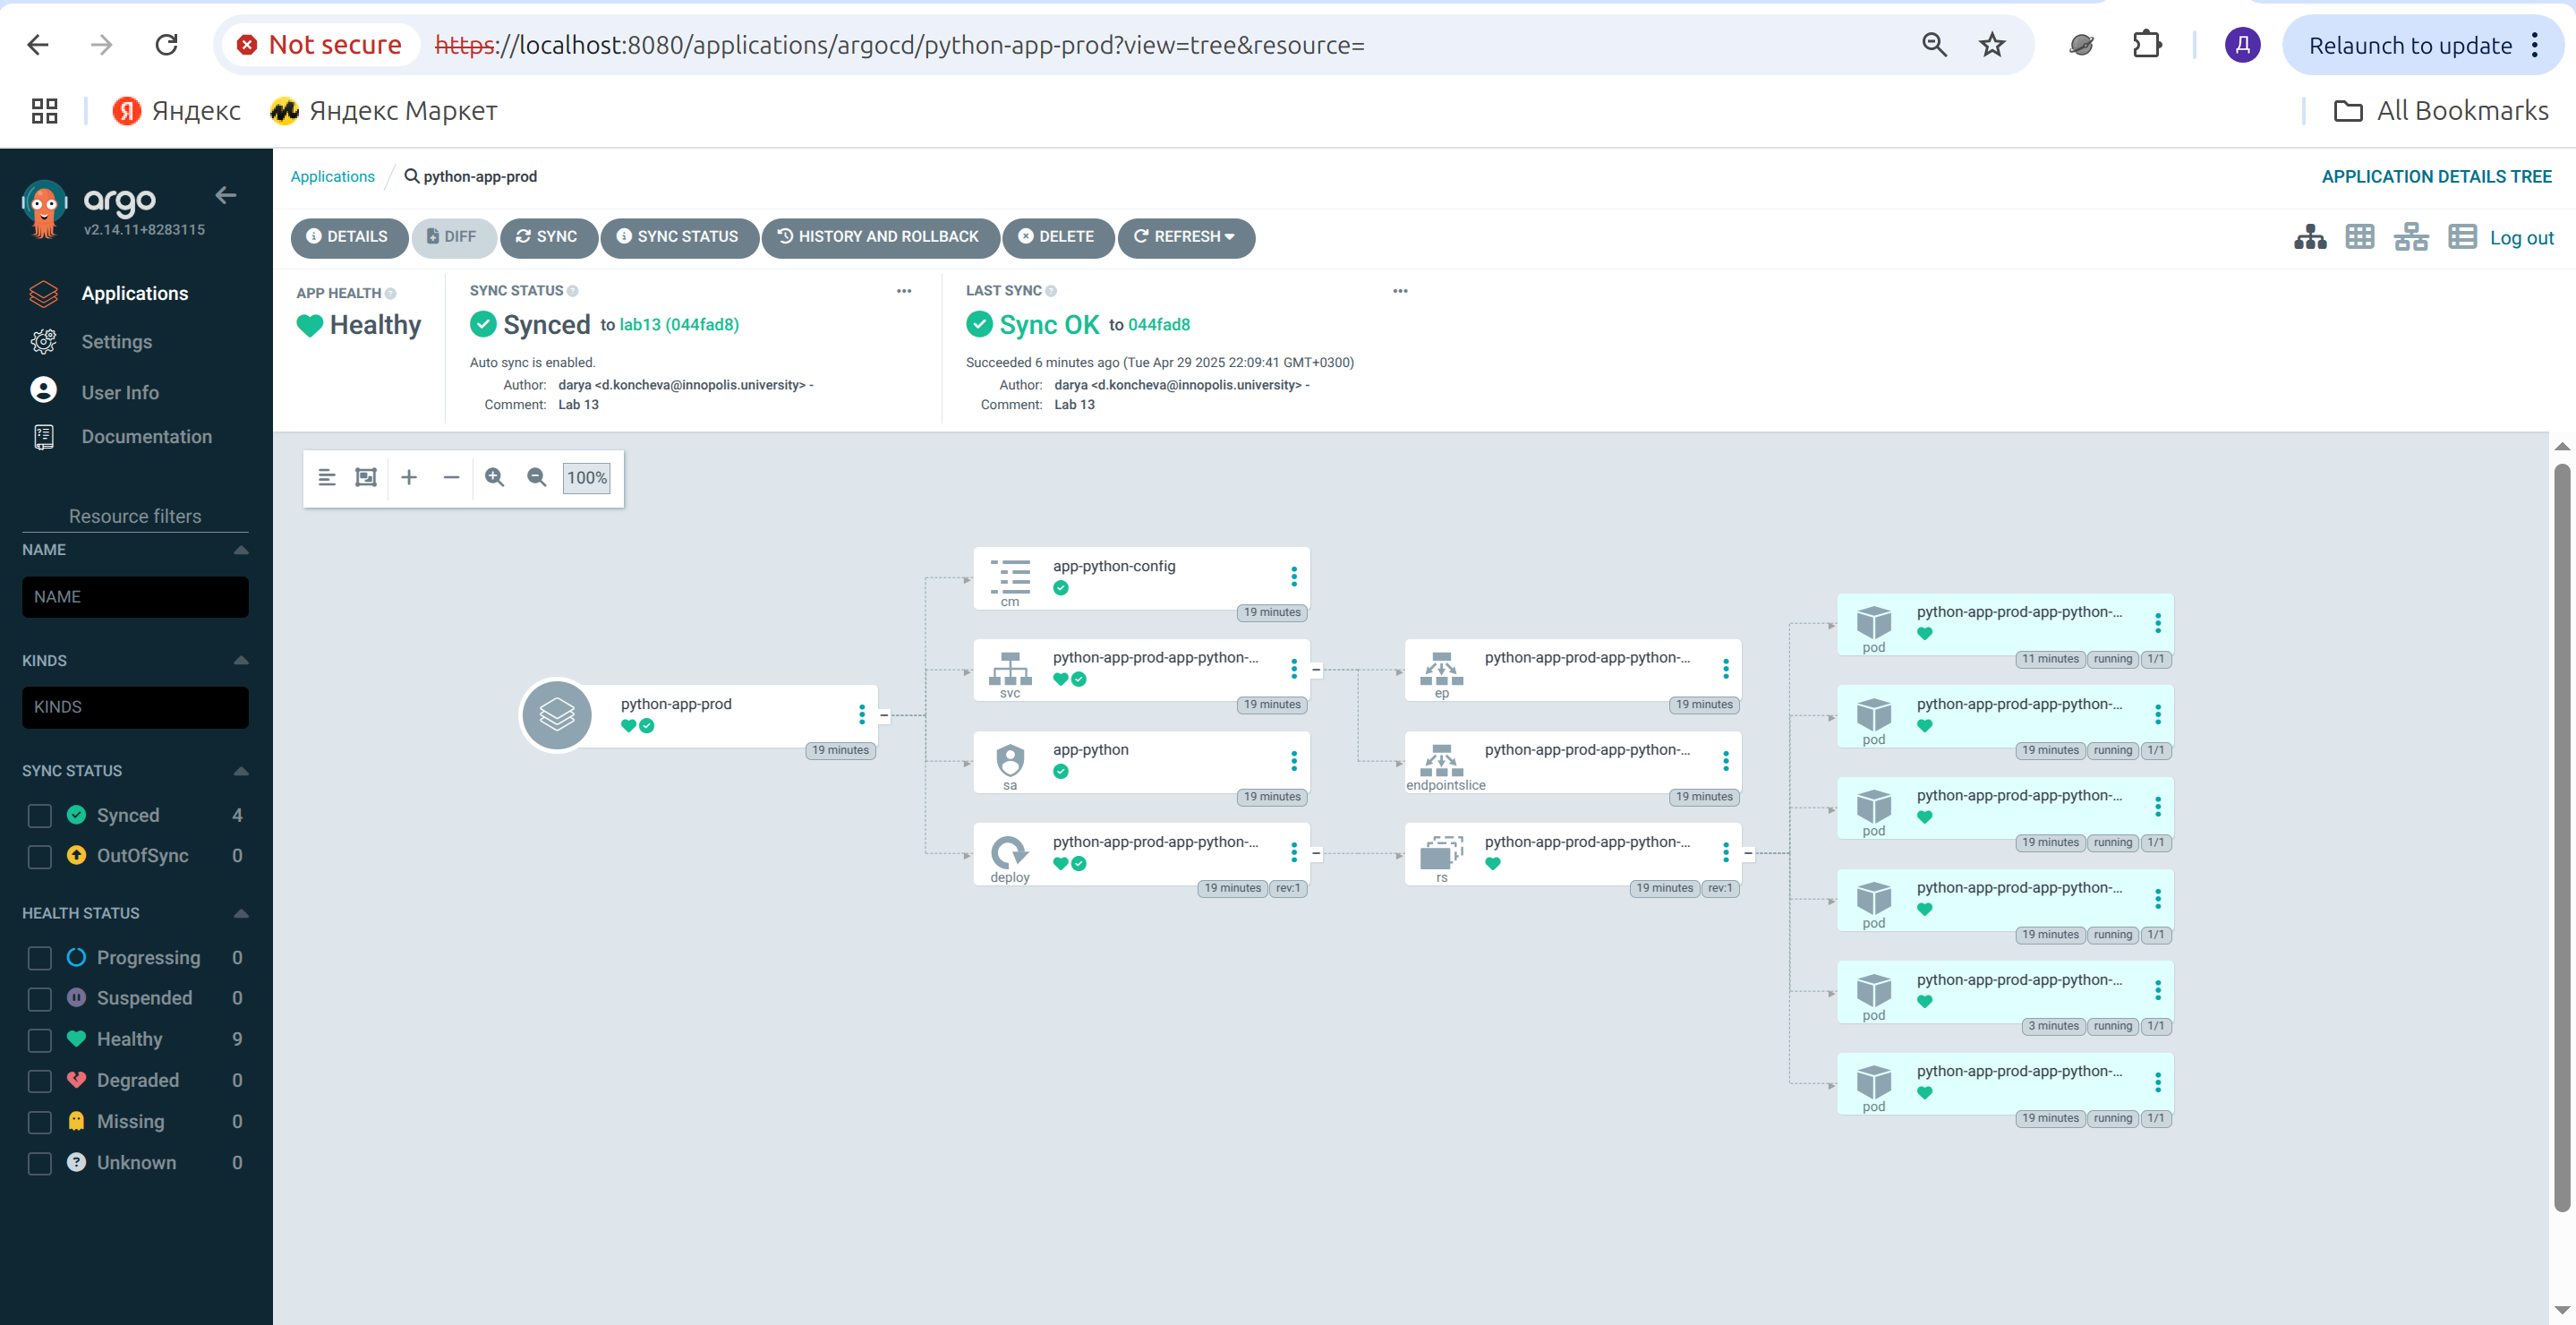 Not secure https://localhost:8080/applications/argocd/python-app-prod?view=tree&resource= Д Relaunch to update
Яндекс Яндекс Маркет All Bookmarks
argo
v2.14.11+8283115
Applications
Settings
User Info
Documentation
Resource filters
NAME
NAME
KINDS
KINDS
SYNC STATUS
Synced 4
OutOfSync 0
HEALTH STATUS
Progressing 0
Suspended 0
Healthy 9
Degraded 0
Missing 0
Unknown 0
Applications / python-app-prod APPLICATION DETAILS TREE
DETAILS DIFF SYNC SYNC STATUS HISTORY AND ROLLBACK DELETE REFRESH Log out
APP HEALTH
Healthy
SYNC STATUS
Synced to lab13 (044fad8)
Auto sync is enabled.
Author: darya <d.koncheva@innopolis.university> -
Comment: Lab 13
LAST SYNC
Sync OK to 044fad8
Succeeded 6 minutes ago (Tue Apr 29 2025 22:09:41 GMT+0300)
Author: darya <d.koncheva@innopolis.university> -
Comment: Lab 13
100%
python-app-prod
19 minutes
app-python-config
cm
19 minutes
python-app-prod-app-python-...
svc
19 minutes
app-python
sa
19 minutes
python-app-prod-app-python-...
deploy
19 minutes rev:1
python-app-prod-app-python-...
ep
19 minutes
python-app-prod-app-python-...
endpointslice
19 minutes
python-app-prod-app-python-...
rs
19 minutes rev:1
python-app-prod-app-python-...
pod
11 minutes running 1/1
python-app-prod-app-python-...
pod
19 minutes running 1/1
python-app-prod-app-python-...
pod
19 minutes running 1/1
python-app-prod-app-python-...
pod
19 minutes running 1/1
python-app-prod-app-python-...
pod
3 minutes running 1/1
python-app-prod-app-python-...
pod
19 minutes running 1/1